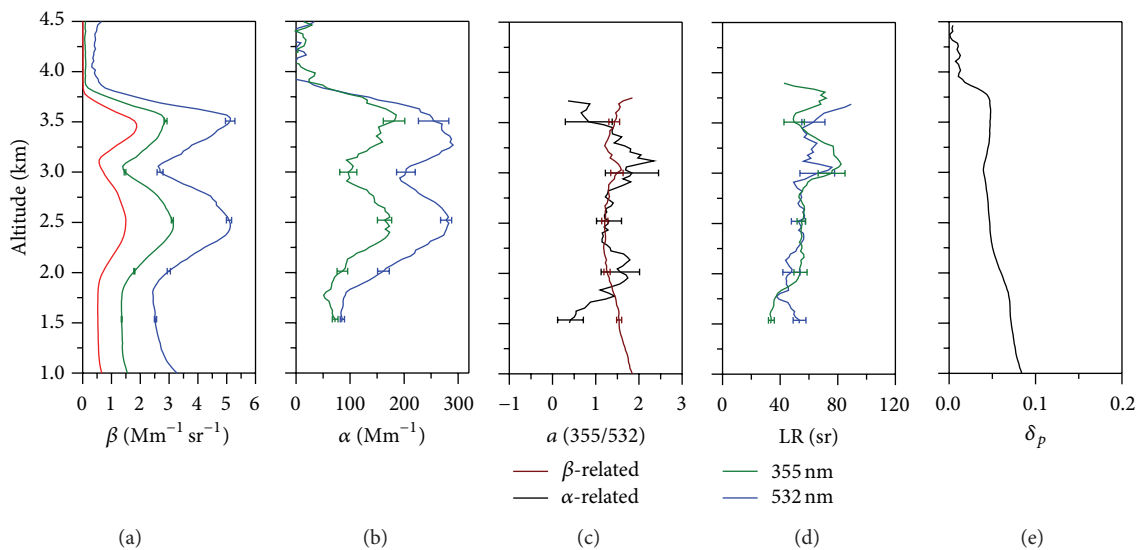 4.5
4.0
3.5
3.0
2.5
2.0
1.5
1.0
Altitude (km)
0 1 2 3 4 5 6
β (Mm⁻¹ sr⁻¹)
0 100 200 300
α (Mm⁻¹)
−1 0 1 2 3
a (355/532)
0 40 80 120
LR (sr)
0.0 0.1 0.2
δₚ
β-related
α-related
355 nm
532 nm
(a) (b) (c) (d) (e)